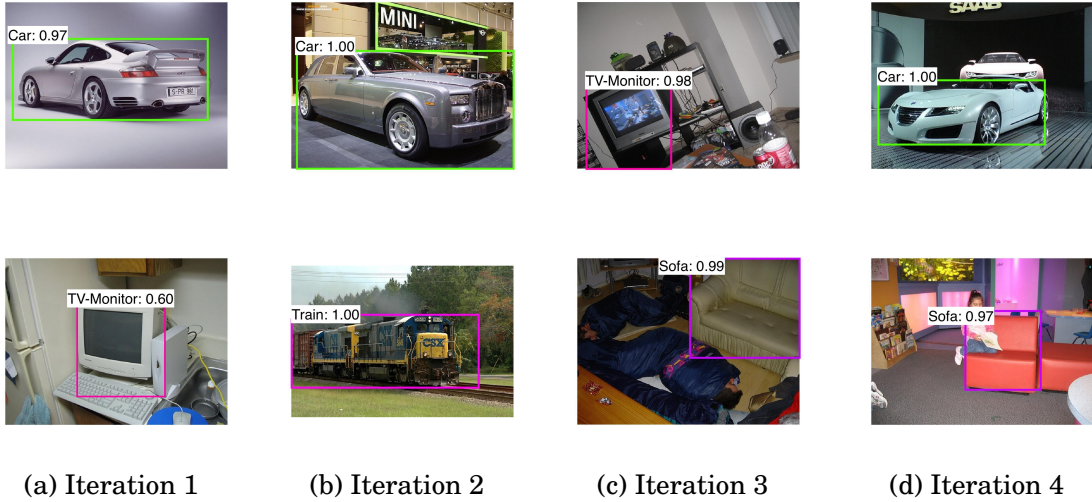 Car: 0.97
MINI
Car: 1.00
TV-Monitor: 0.98
SAAB
Car: 1.00
TV-Monitor: 0.60
Train: 1.00
CSX
Sofa: 0.99
Sofa: 0.97
(a) Iteration 1
(b) Iteration 2
(c) Iteration 3
(d) Iteration 4